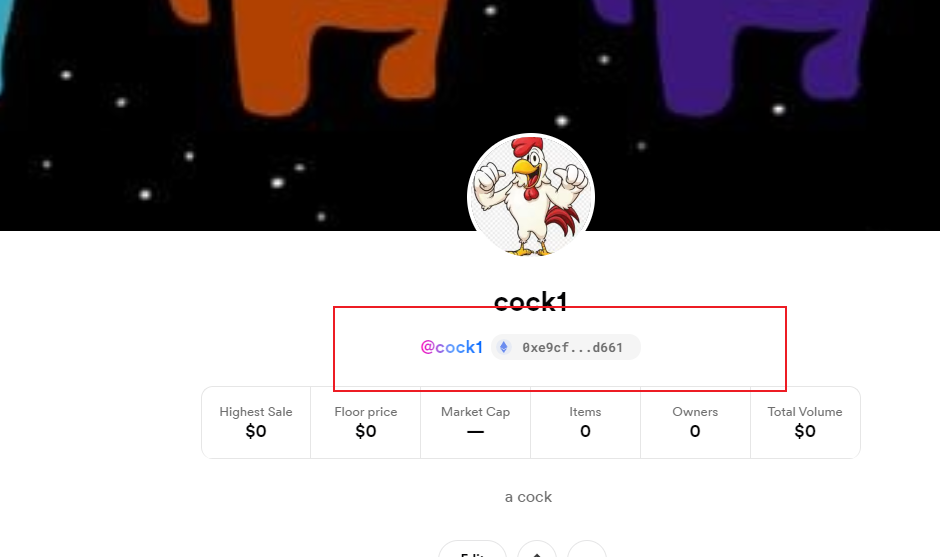 cock1
@cock1 0xe9cf...d661
Highest Sale Floor price Market Cap Items Owners Total Volume
$0 $0 — 0 0 $0
a cock